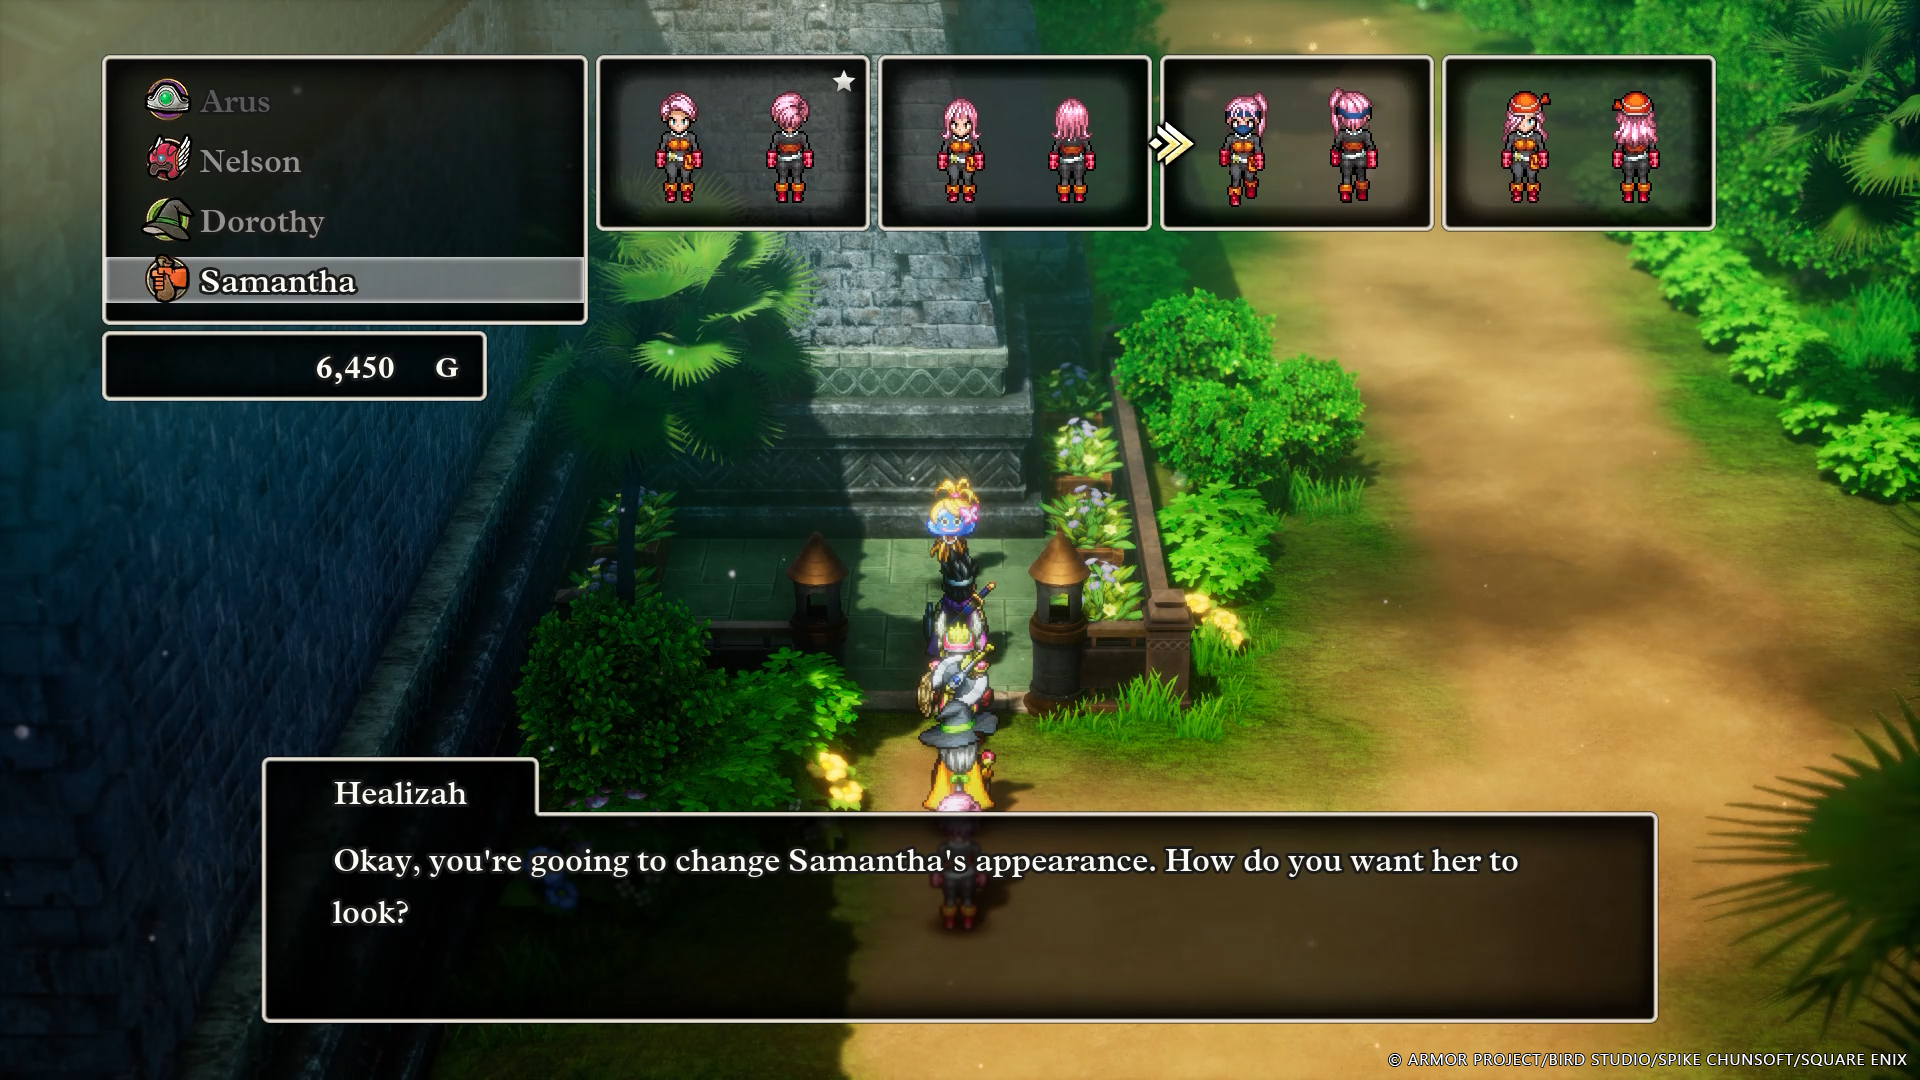 Arus
Nelson
Dorothy
Samantha
6,450 G
Healizah
Okay, you're gooing to change Samantha's appearance. How do you want her to
look?
© ARMOR PROJECT/BIRD STUDIO/SPIKE CHUNSOFT/SQUARE ENIX